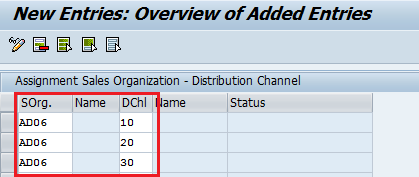 New Entries: Overview of Added Entries
Assignment Sales Organization - Distribution Channel
SOrg. Name DChl Name Status
AD06 10
AD06 20
AD06 30